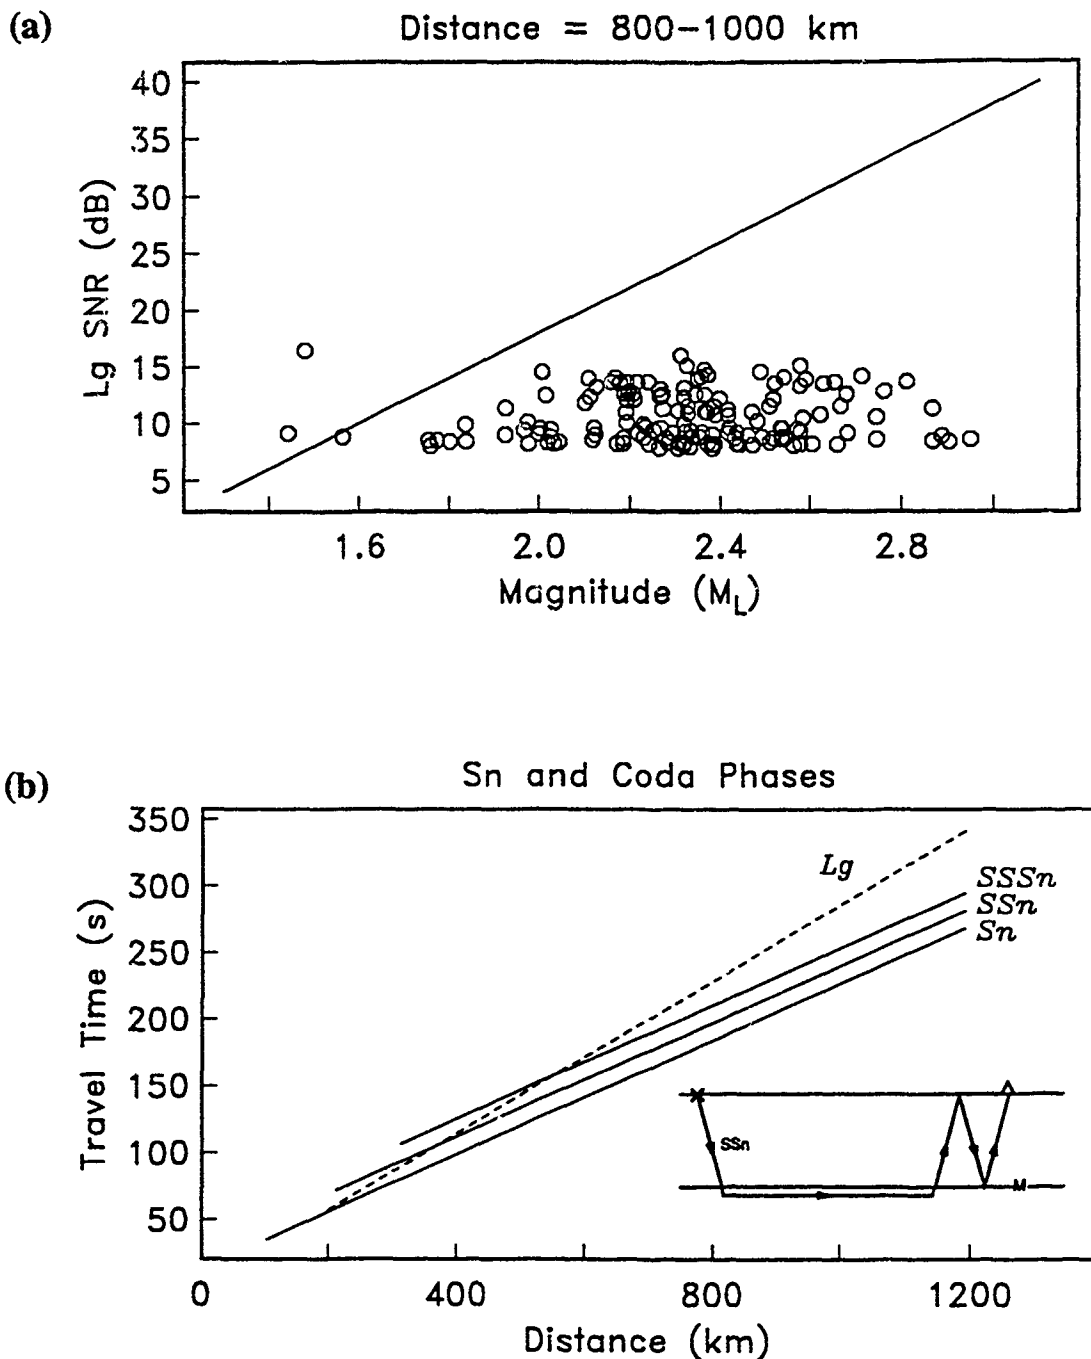 (a)
Distance = 800-1000 km
40
35
30
25
20
15
10
5
Lg SNR (dB)
1.6 2.0 2.4 2.8
Magnitude (M_L)
(b)
Sn and Coda Phases
350
300
250
200
150
100
50
Travel Time (s)
Lg
SSSn
SSn
Sn
SSn
M
0 400 800 1200
Distance (km)